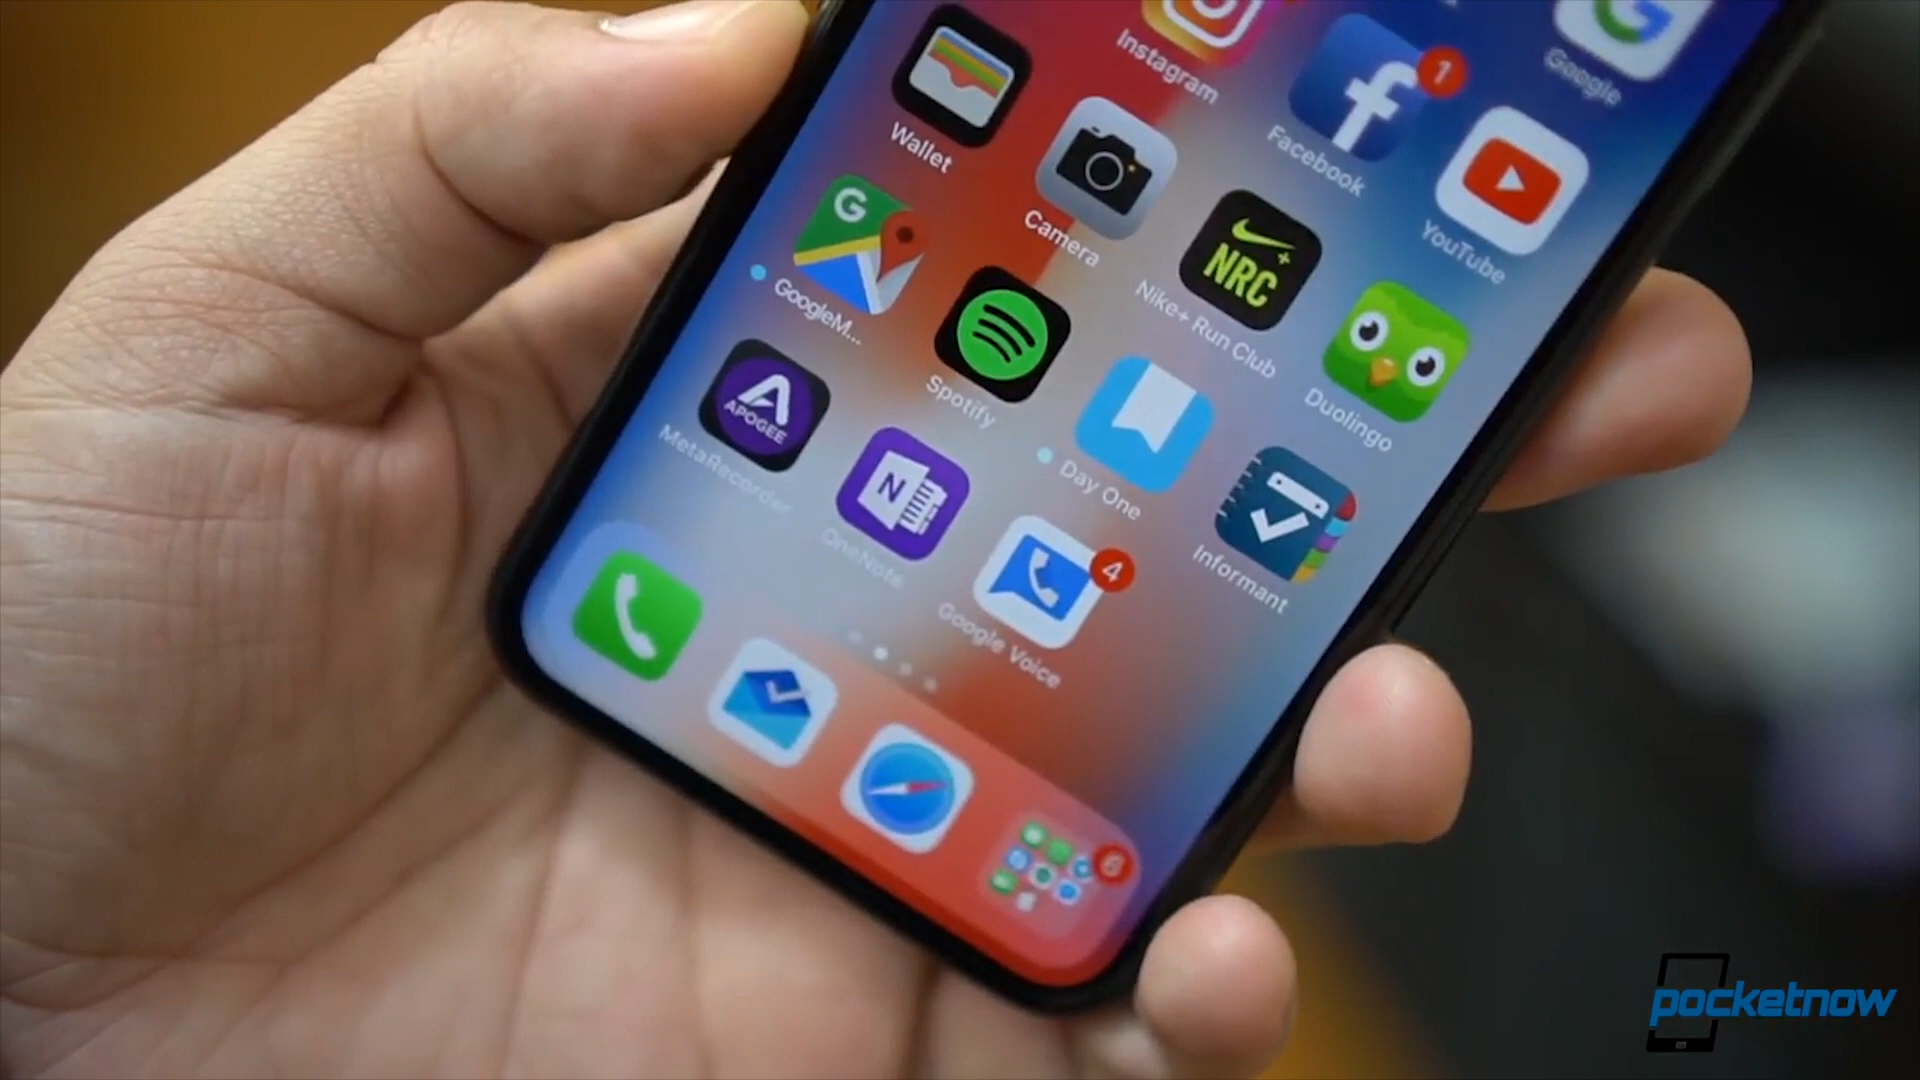 Instagram
1
Google
Wallet
Facebook
Camera
YouTube
G
GoogleM...
NRC
Nike+ Run Club
Spotify
Duolingo
APOGEE
MetaRecorder
Day One
N
OneNote
4
Google Voice
Informant
6
pocketnow